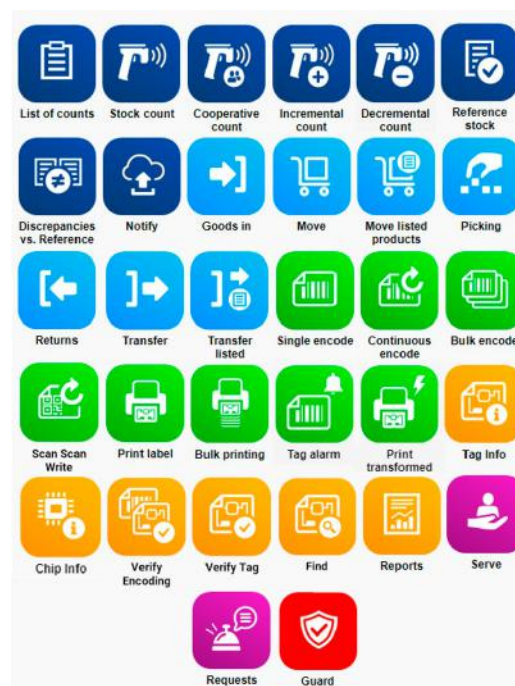 List of counts
Stock count
Cooperative
count
Incremental
count
Decremental
count
Reference
stock
Discrepancies
vs. Reference
Notify
Goods in
Move
Move listed
products
Picking
Returns
Transfer
Transfer
listed
Single encode
Continuous
encode
Bulk encode
Scan Scan
Write
Print label
Bulk printing
Tag alarm
Print
transformed
Tag Info
Chip Info
Verify
Encoding
Verify Tag
Find
Reports
Serve
Requests
Guard